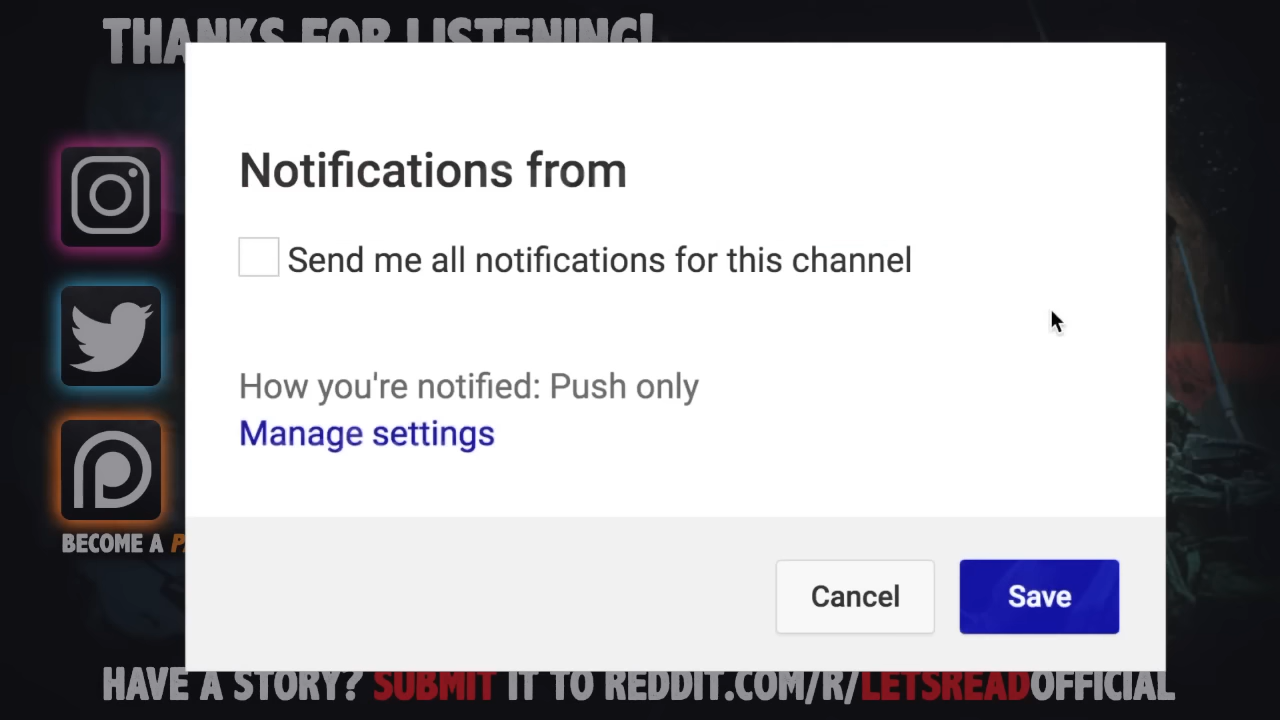 THANKS FOR LISTENING!
Notifications from
Send me all notifications for this channel
How you're notified: Push only
Manage settings
BECOME A
Cancel
Save
HAVE A STORY? SUBMIT IT TO REDDIT.COM/R/LETSREADOFFICIAL